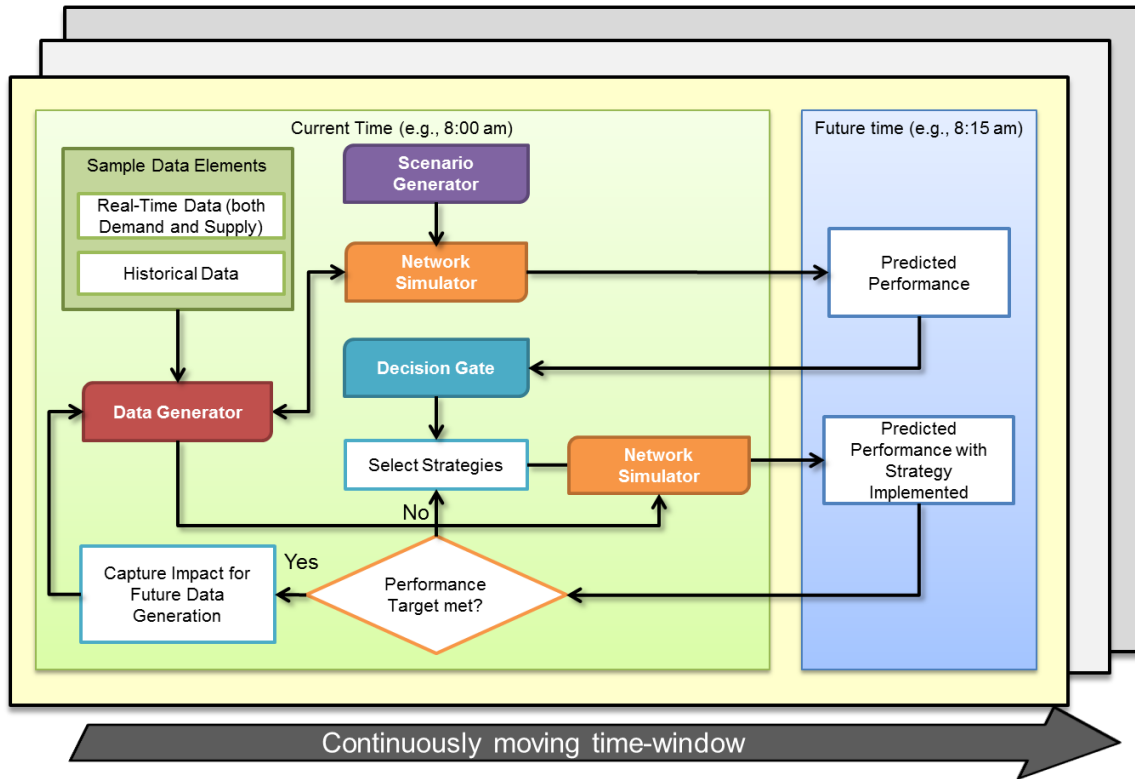 Current Time (e.g., 8:00 am)
Future time (e.g., 8:15 am)
Sample Data Elements
Real-Time Data (both
Demand and Supply)
Historical Data
Scenario
Generator
Network
Simulator
Predicted
Performance
Decision Gate
Data Generator
Select Strategies
Network
Simulator
Predicted
Performance with
Strategy
Implemented
No
Yes
Capture Impact for
Future Data
Generation
Performance
Target met?
Continuously moving time-window